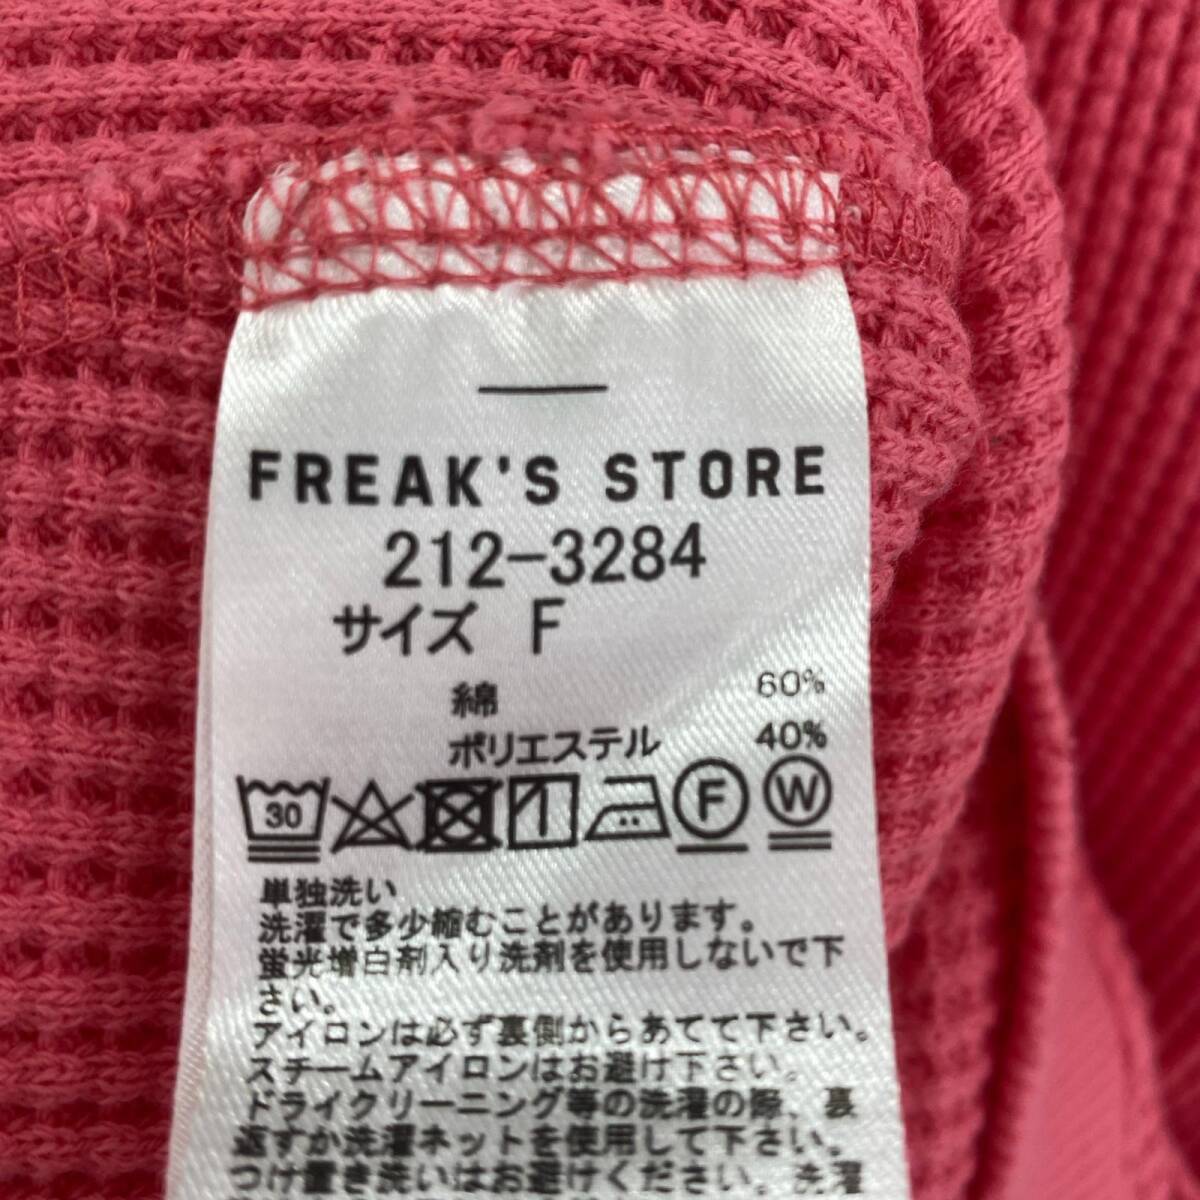 FREAK'S STORE
212-3284
サイズ F
綿 60%
ポリエステル 40%
30 F W
単独洗い
洗濯で多少縮むことがあります。
蛍光増白剤入り洗剤を使用しないで下
さい。
アイロンは必ず裏側からあてて下さい。
スチームアイロンはお避け下さい。
ドライクリーニング等の洗濯の際、裏
返すか洗濯ネットを使用して下さい。
つけ置き洗いはお避けください。洗濯